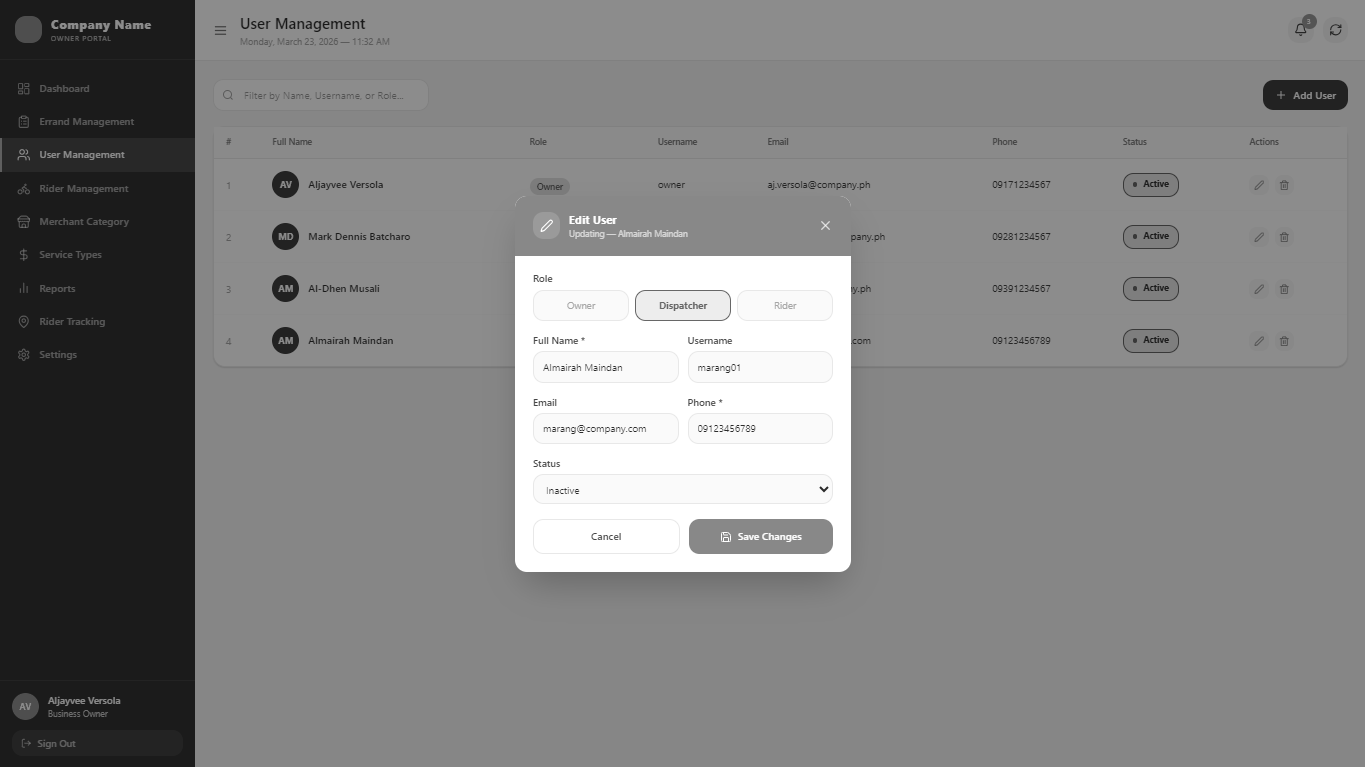 Company Name
OWNER PORTAL
Dashboard
Errand Management
User Management
Rider Management
Merchant Category
Service Types
Reports
Rider Tracking
Settings
AV
Aljayvee Versola
Business Owner
Sign Out
User Management
Monday, March 23, 2026 — 11:32 AM
3
Filter by Name, Username, or Role...
Add User
# Full Name Role Username Email Phone Status Actions
1 AV Aljayvee Versola Owner owner aj.versola@company.ph 09171234567 Active
2 MD Mark Dennis Batcharo pany.ph 09281234567 Active
3 AM Al-Dhen Musali y.ph 09391234567 Active
4 AM Almairah Maindan .com 09123456789 Active
Edit User
Updating — Almairah Maindan
Role
Owner Dispatcher Rider
Full Name * Username
Almairah Maindan marang01
Email Phone *
marang@company.com 09123456789
Status
Inactive
Cancel Save Changes